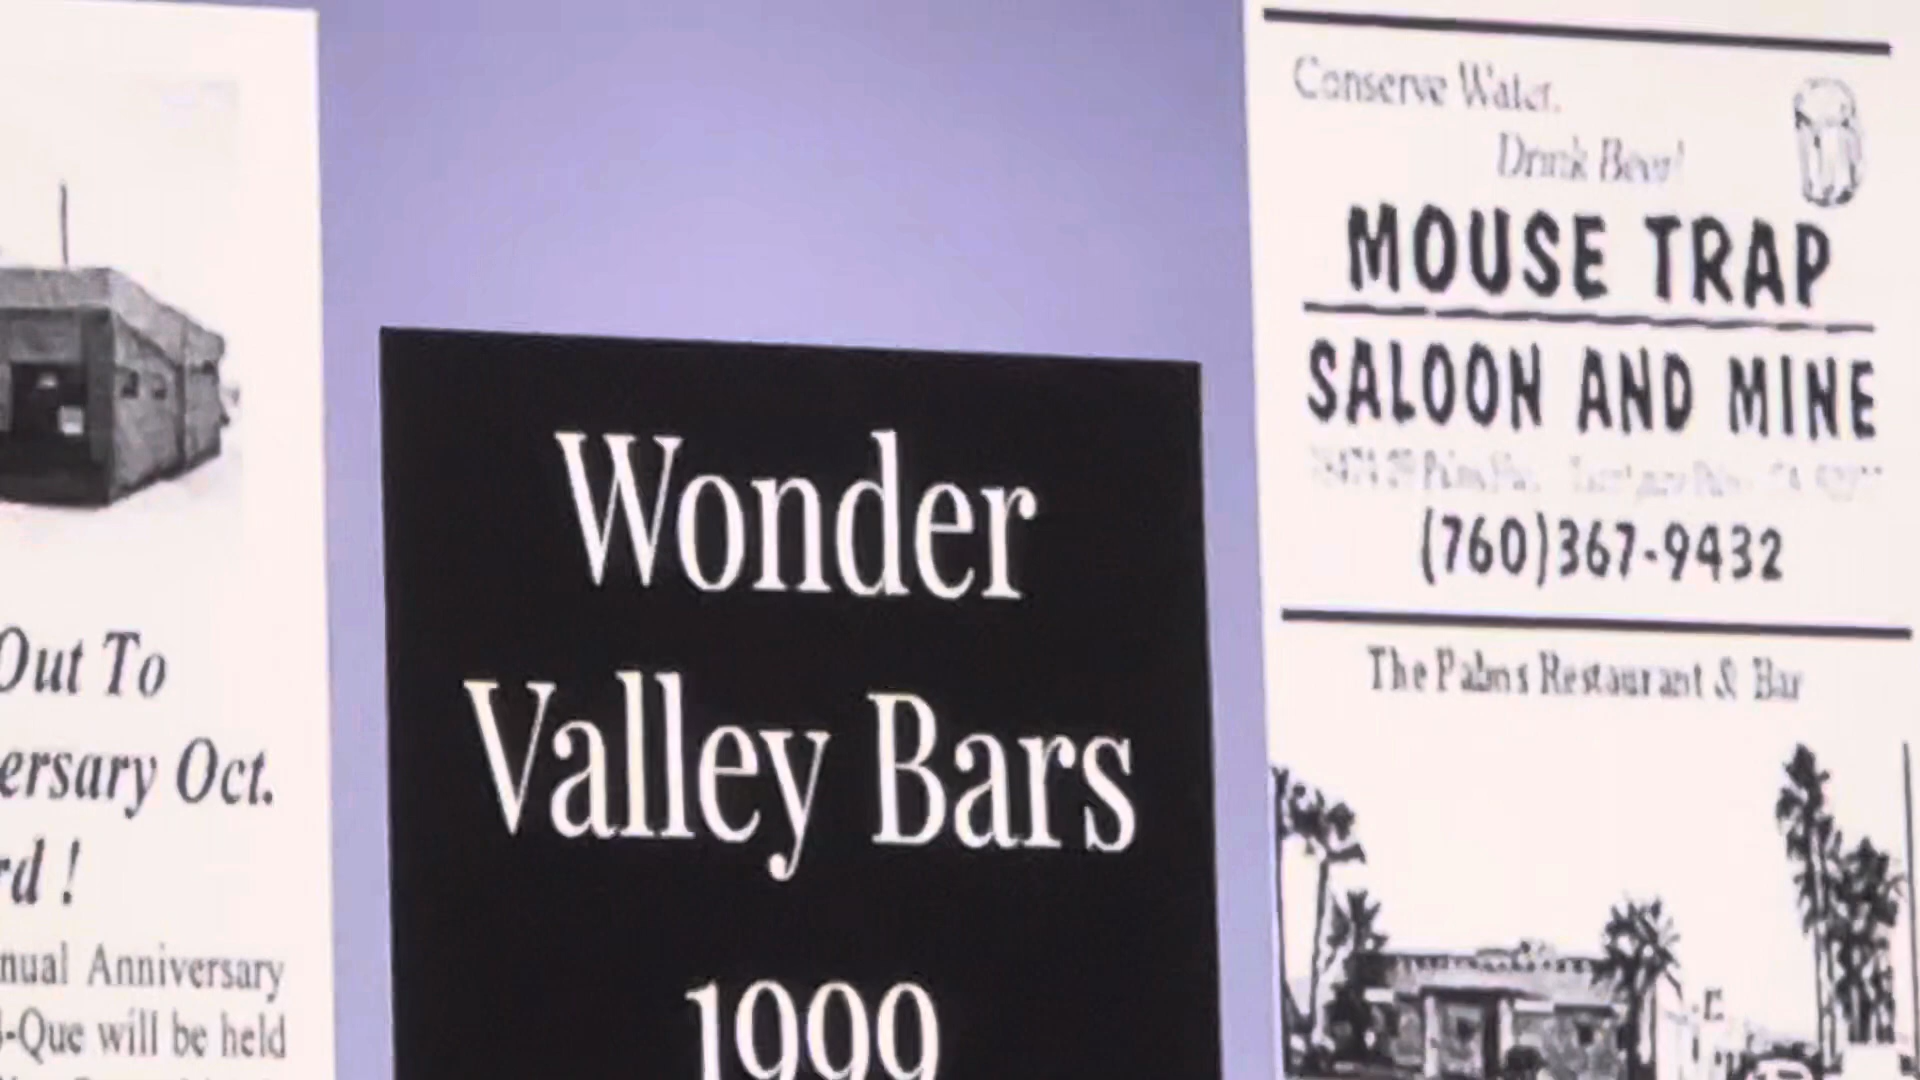 Out To
ersary Oct.
rd !
nual Anniversary
-Que will be held
Wonder
Valley Bars
1999
Conserve Water.
Drink Beer!
MOUSE TRAP
SALOON AND MINE
(760)367-9432
The Palms Restaurant & Bar